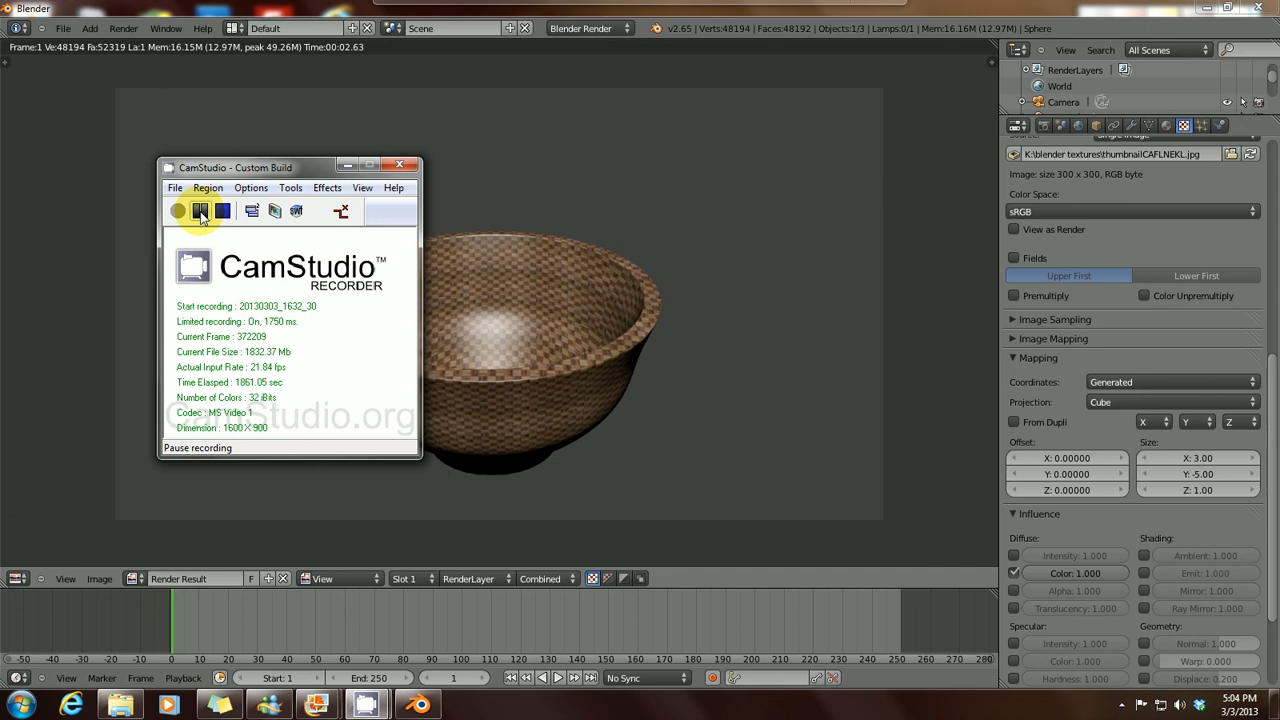 Blender
File Add Render Window Help Default Scene Blender Render v2.65 | Verts:48194 | Faces:48192 | Objects:1/3 | Lamps:0/1 | Mem:16.16M (12.97M) | Sphere
Frame:1 Ve:48194 Fa:52319 La:1 Mem:16.15M (12.97M, peak 49.26M) Time:00:02.63
View Search All Scenes
RenderLayers
World
Camera
CamStudio - Custom Build
File Region Options Tools Effects View Help
CamStudio™
RECORDER
Start recording : 20130303_1632_30
Limited recording : On, 1750 ms.
Current Frame : 372209
Current File Size : 1832.37 Mb
Actual Input Rate : 21.84 fps
Time Elasped : 1861.05 sec
Number of Colors : 32 iBits
Codec : MS Video 1
Dimension : 1600 X 900
CamStudio.org
Pause recording
K:\blender textures\thumbnailCAFLNEKL.jpg
Image: size 300 x 300, RGB byte
Color Space:
sRGB
View as Render
Fields
Upper First Lower First
Premultiply Color Unpremultiply
Image Sampling
Image Mapping
Mapping
Coordinates: Generated
Projection: Cube
From Dupli X Y Z
Offset: Size:
X: 0.00000 X: 3.00
Y: 0.00000 Y: -5.00
Z: 0.00000 Z: 1.00
Influence
Diffuse: Shading:
Intensity: 1.000 Ambient: 1.000
Color: 1.000 Emit: 1.000
Alpha: 1.000 Mirror: 1.000
Translucency: 1.000 Ray Mirror: 1.000
Specular: Geometry:
Intensity: 1.000 Normal: 1.000
Color: 1.000 Warp: 0.000
Hardness: 1.000 Displace: 0.200
View Image Render Result F View Slot 1 RenderLayer Combined
-50 -40 -30 -20 -10 0 10 20 30 40 50 60 70 80 90 100 110 120 130 140 150 160 170 180 190 200 210 220 230 240 250 260 270 280
View Marker Frame Playback Start: 1 End: 250 1 No Sync
5:04 PM
3/3/2013